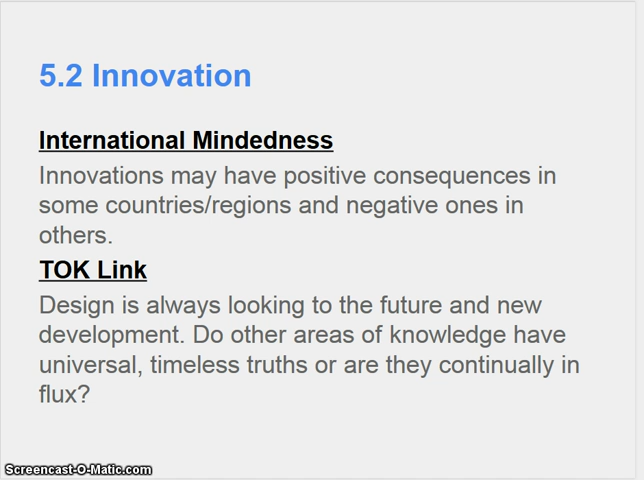 5.2 Innovation
International Mindedness
Innovations may have positive consequences in
some countries/regions and negative ones in
others.
TOK Link
Design is always looking to the future and new
development. Do other areas of knowledge have
universal, timeless truths or are they continually in
flux?
Screencast-O-Matic.com